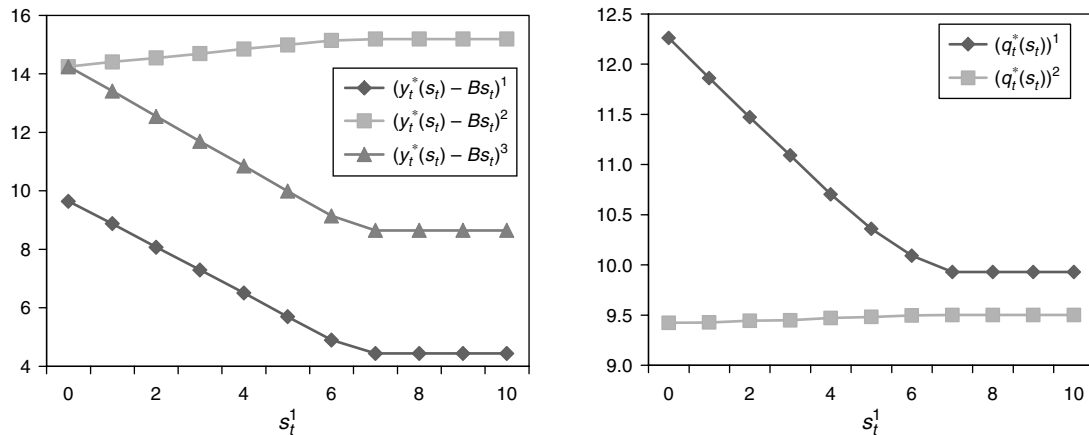 16
14
12
10
8
6
4
0 2 4 6 8 10
s_t^1
(y_t^*(s_t) – Bs_t)^1
(y_t^*(s_t) – Bs_t)^2
(y_t^*(s_t) – Bs_t)^3
12.5
12.0
11.5
11.0
10.5
10.0
9.5
9.0
0 2 4 6 8 10
s_t^1
(q_t^*(s_t))^1
(q_t^*(s_t))^2